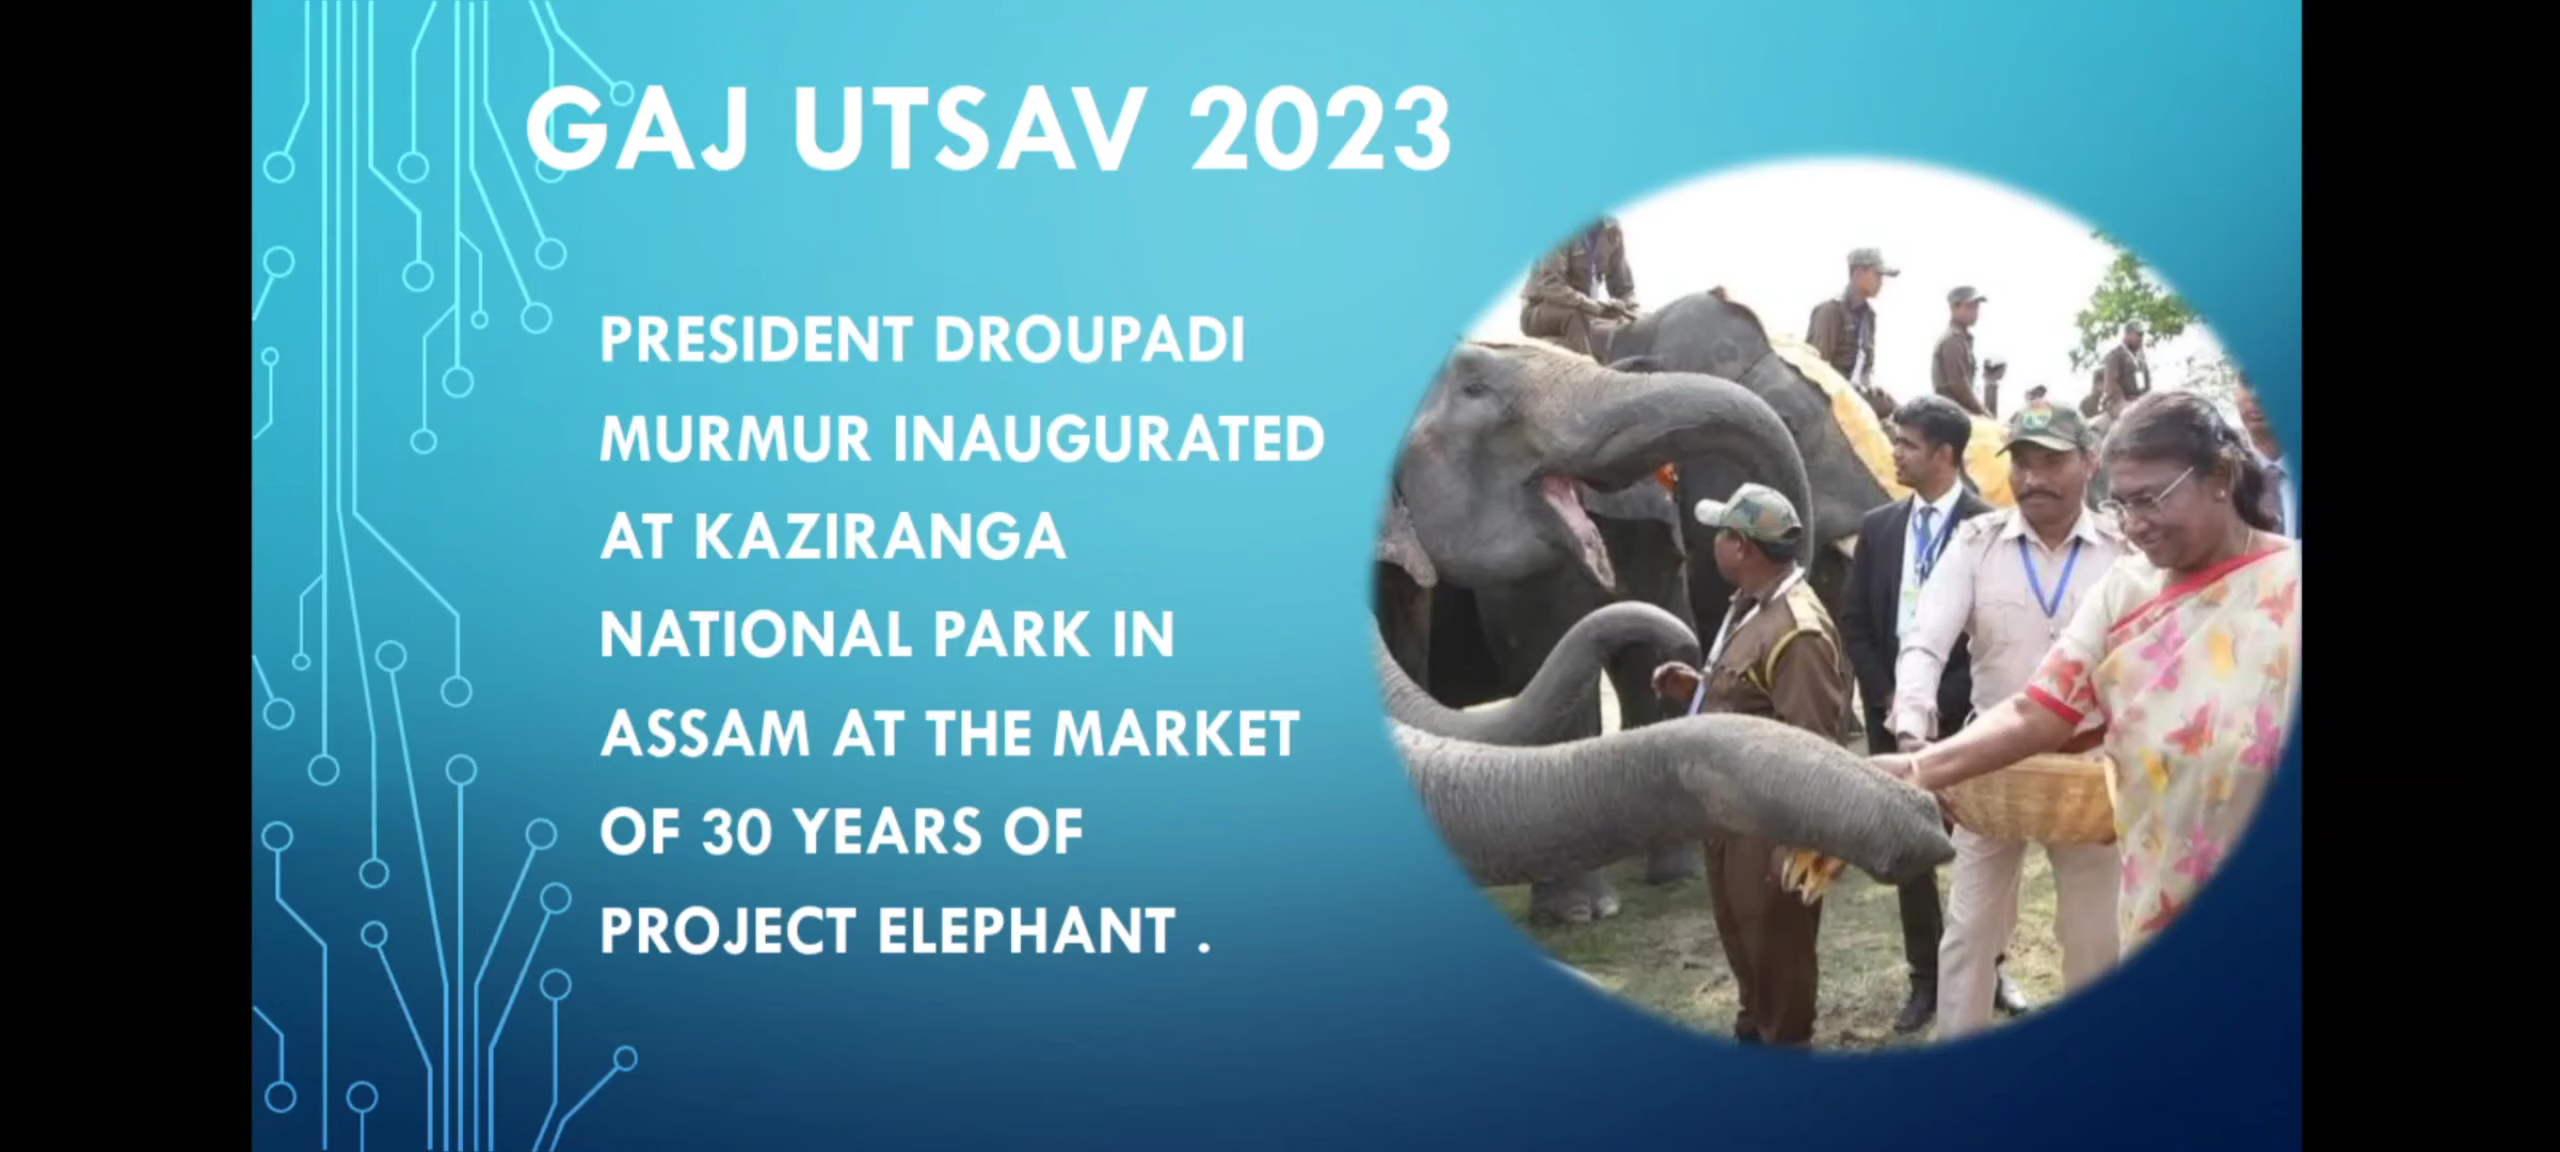 GAJ UTSAV 2023
PRESIDENT DROUPADI
MURMUR INAUGURATED
AT KAZIRANGA
NATIONAL PARK IN
ASSAM AT THE MARKET
OF 30 YEARS OF
PROJECT ELEPHANT .